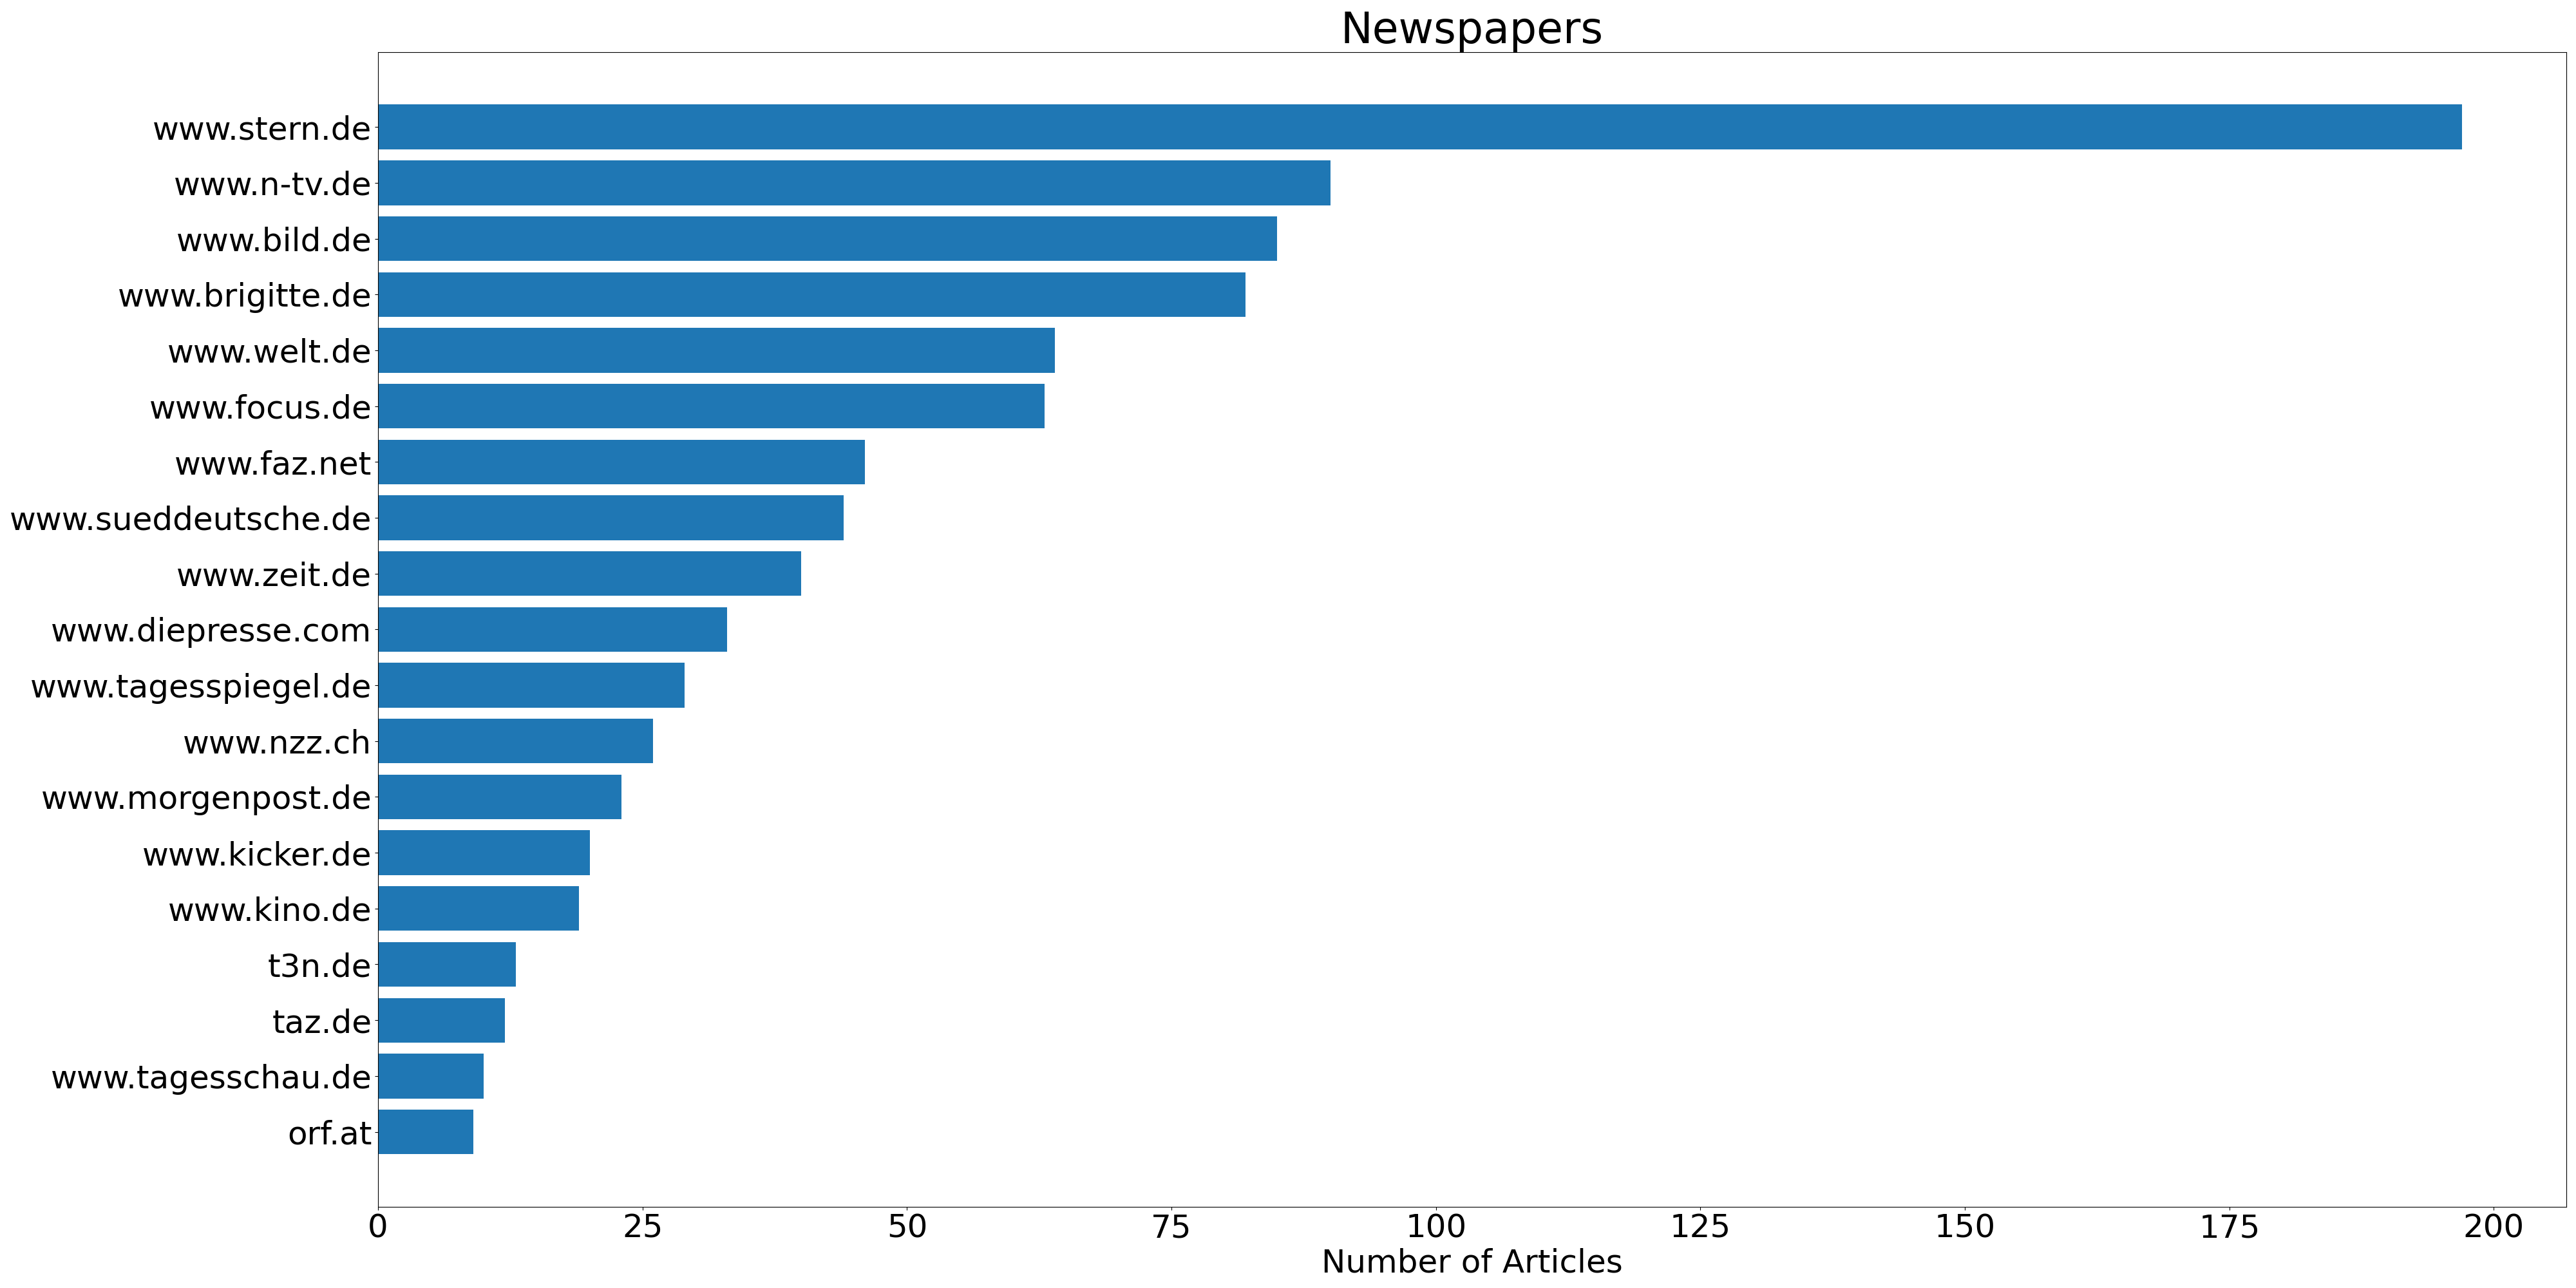 Newspapers
www.stern.de
www.n-tv.de
www.bild.de
www.brigitte.de
www.welt.de
www.focus.de
www.faz.net
www.sueddeutsche.de
www.zeit.de
www.diepresse.com
www.tagesspiegel.de
www.nzz.ch
www.morgenpost.de
www.kicker.de
www.kino.de
t3n.de
taz.de
www.tagesschau.de
orf.at
0 25 50 75 100 125 150 175 200
Number of Articles